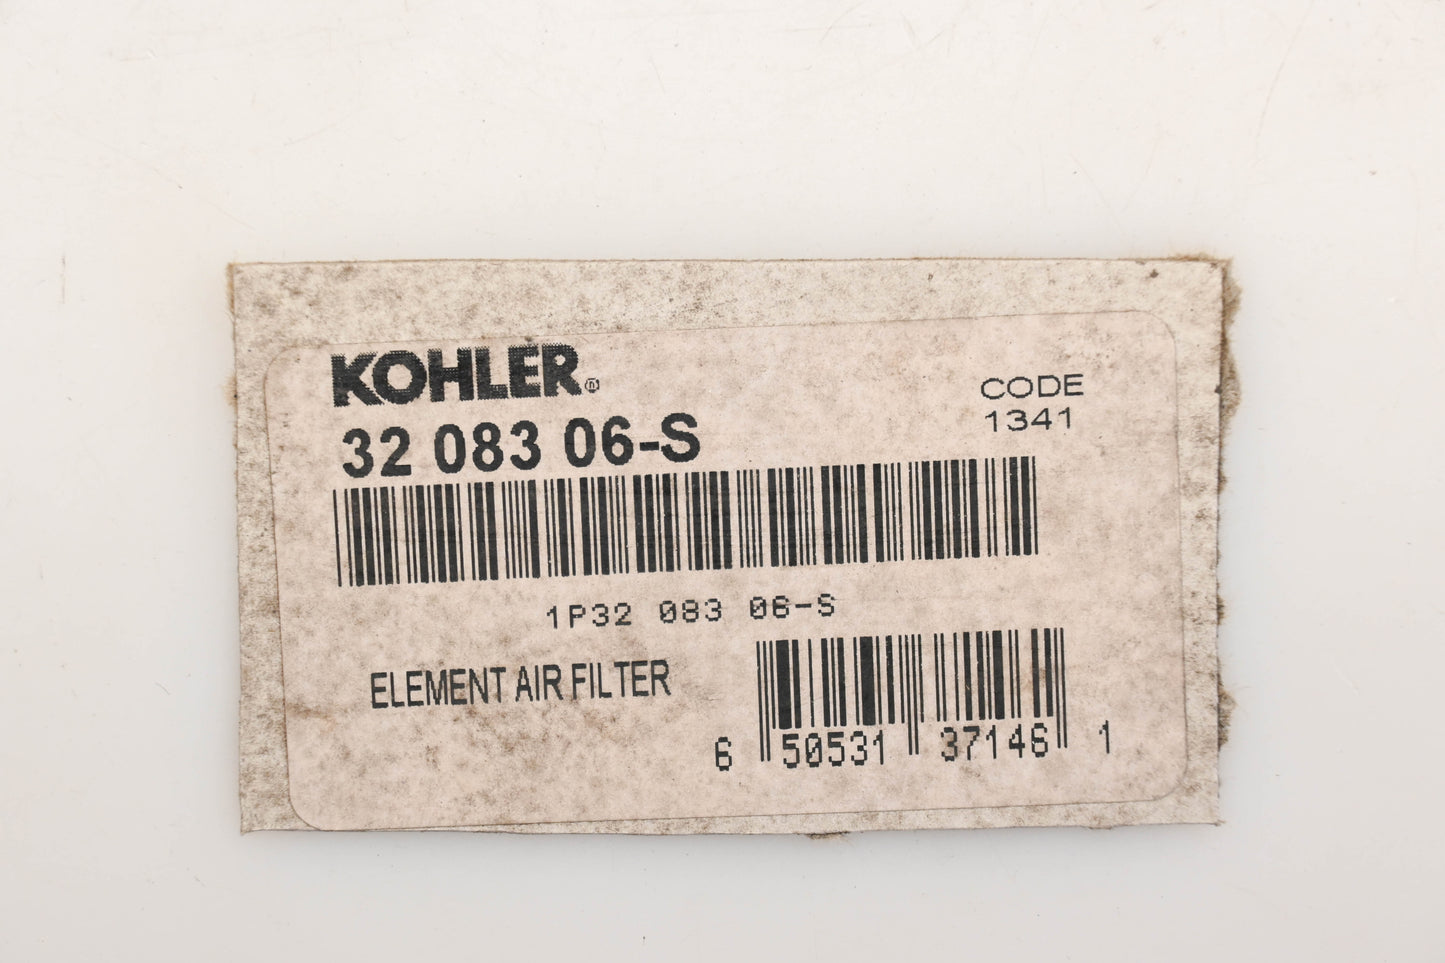 KOHLER®
CODE
1341
32 083 06-S
1P32 083 06-S
ELEMENT AIR FILTER
6 50531 37146 1